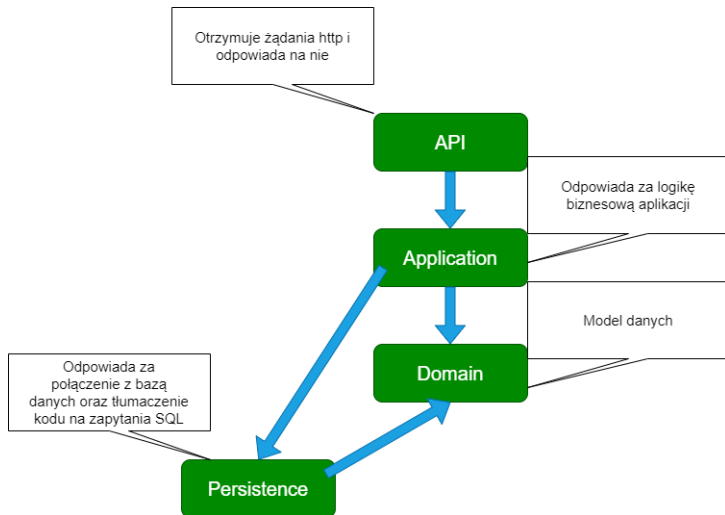 Otrzymuje żądania http i
odpowiada na nie
API
Odpowiada za logikę
biznesową aplikacji
Application
Model danych
Domain
Odpowiada za
połączenie z bazą
danych oraz tłumaczenie
kodu na zapytania SQL
Persistence